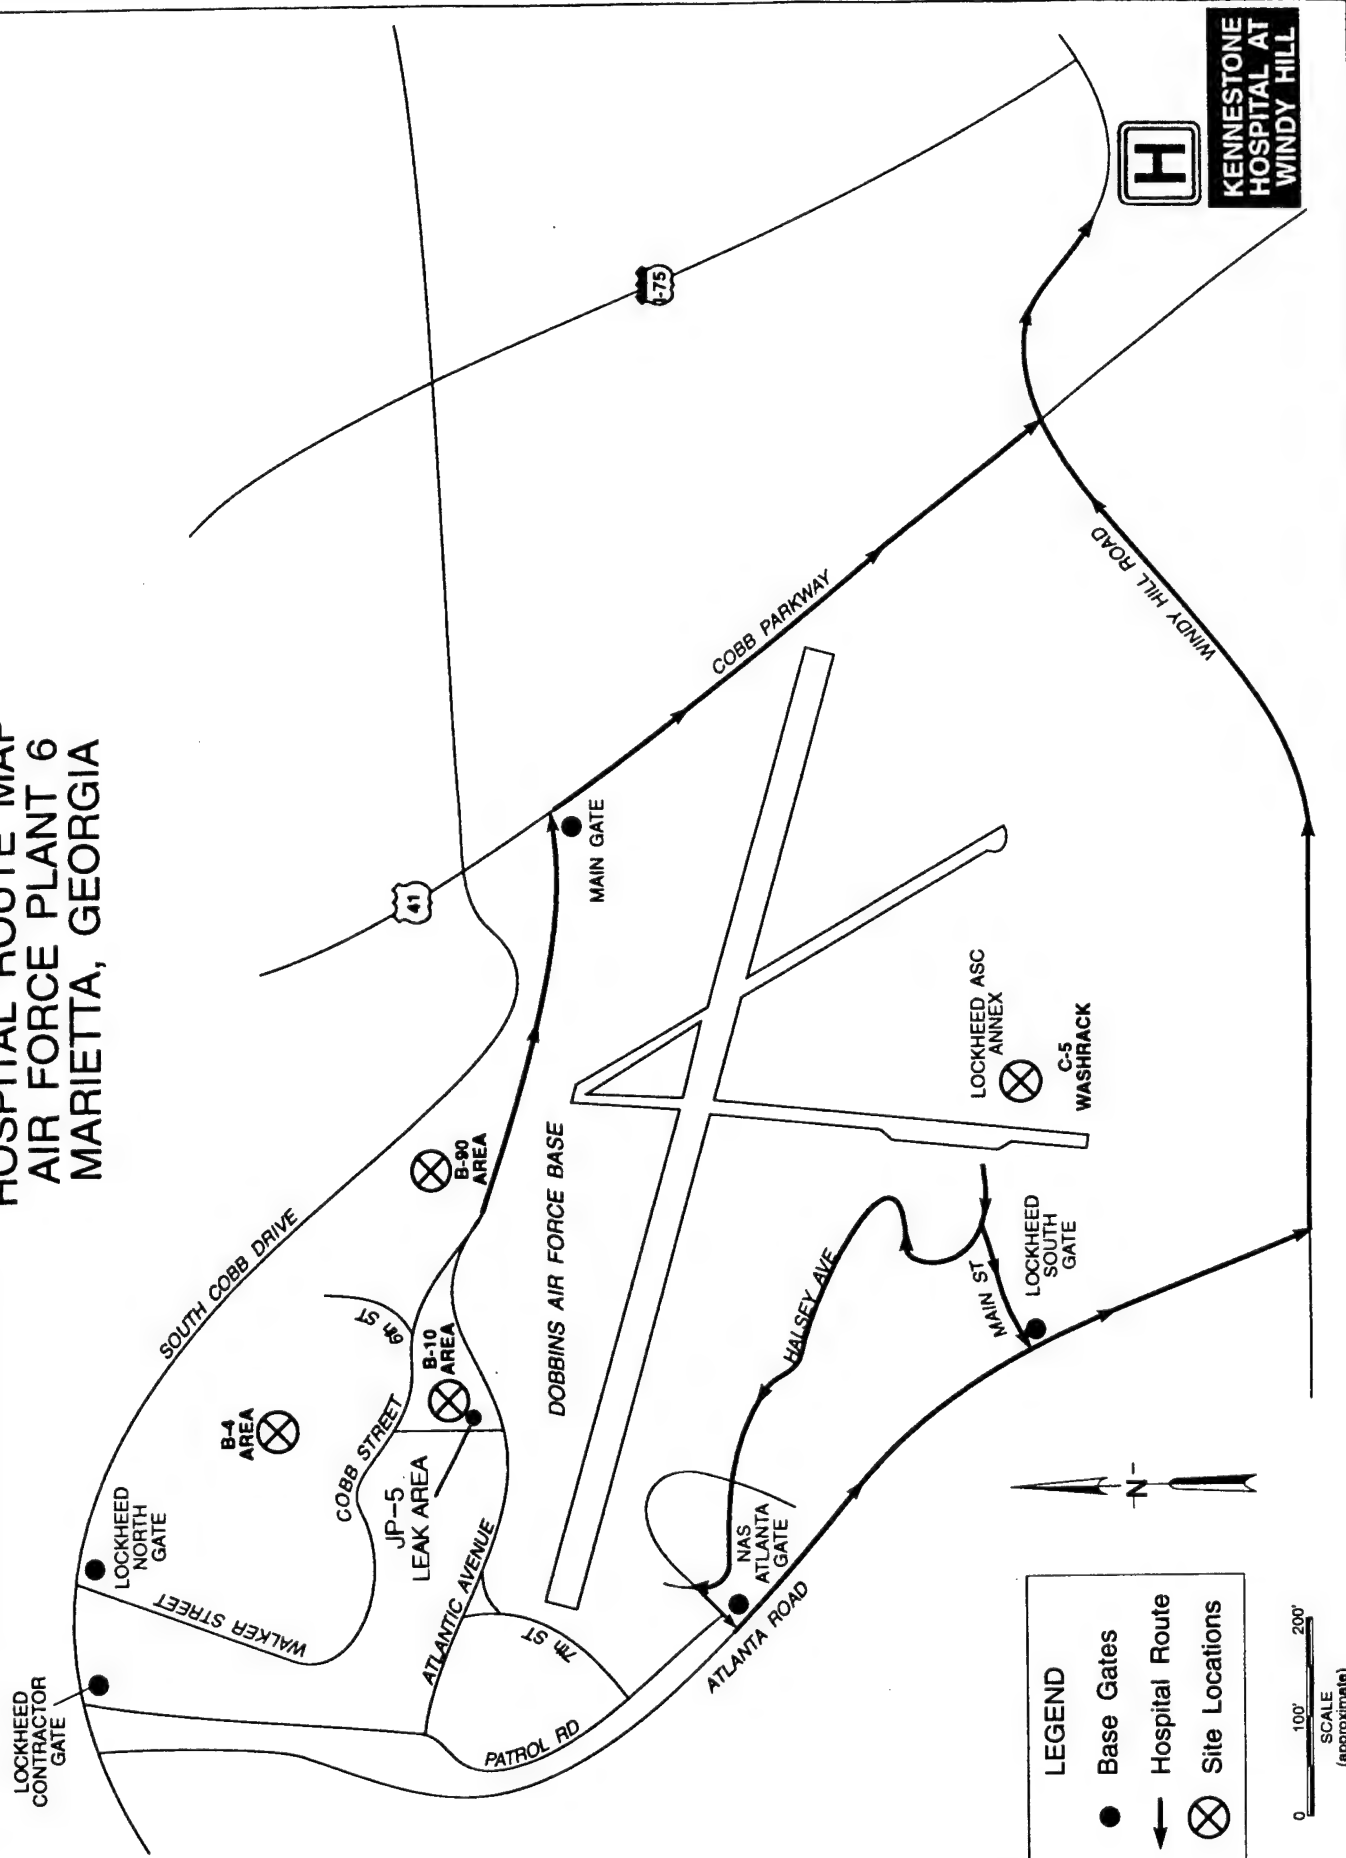 HOSPITAL ROUTE MAP
AIR FORCE PLANT 6
MARIETTA, GEORGIA
LOCKHEED
CONTRACTOR
GATE
LOCKHEED
NORTH
GATE
WALKER STREET
SOUTH COBB DRIVE
B-4
AREA
6th ST
COBB STREET
B-10
AREA
JP-5
LEAK AREA
B-90
AREA
ATLANTIC AVENUE
7th ST
PATROL RD
DOBBINS AIR FORCE BASE
41
MAIN GATE
COBB PARKWAY
I-75
H
KENNESTONE
HOSPITAL AT
WINDY HILL
WINDY HILL ROAD
LOCKHEED ASC
ANNEX
C-5
WASHRACK
HALSEY AVE
MAIN ST
LOCKHEED
SOUTH
GATE
NAS
ATLANTA
GATE
ATLANTA ROAD
N
LEGEND
Base Gates
Hospital Route
Site Locations
0 100' 200'
SCALE
(approximate)